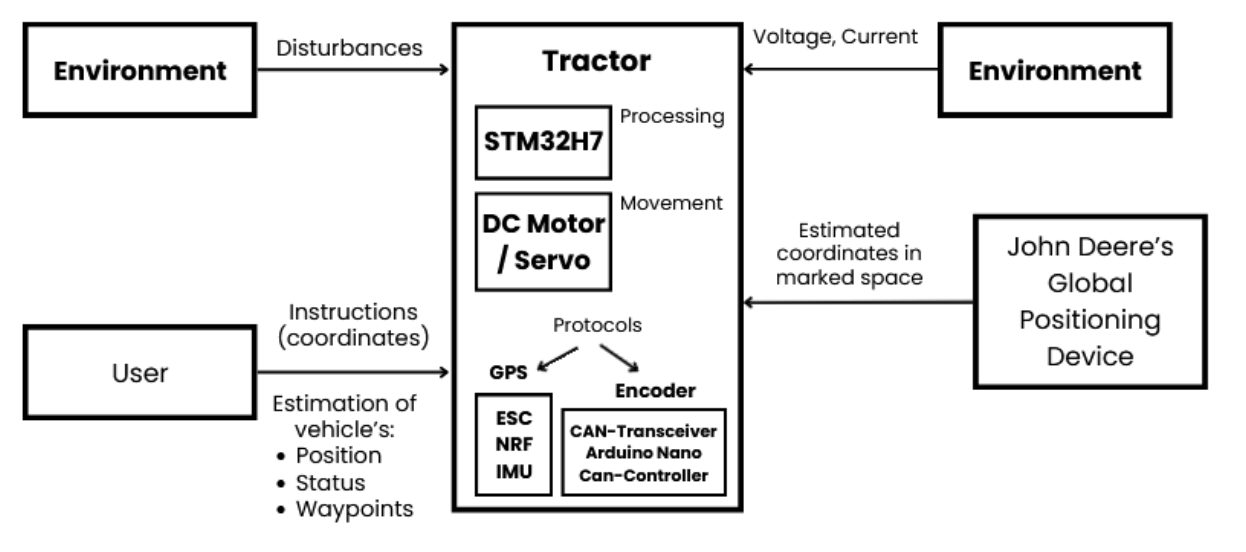 Environment
Disturbances
Tractor
STM32H7
Processing
DC Motor
/ Servo
Movement
Protocols
GPS
ESC
NRF
IMU
Encoder
CAN-Transceiver
Arduino Nano
Can-Controller
User
Instructions
(coordinates)
Estimation of
vehicle's:
• Position
• Status
• Waypoints
Voltage, Current
Environment
Estimated
coordinates in
marked space
John Deere's
Global
Positioning
Device